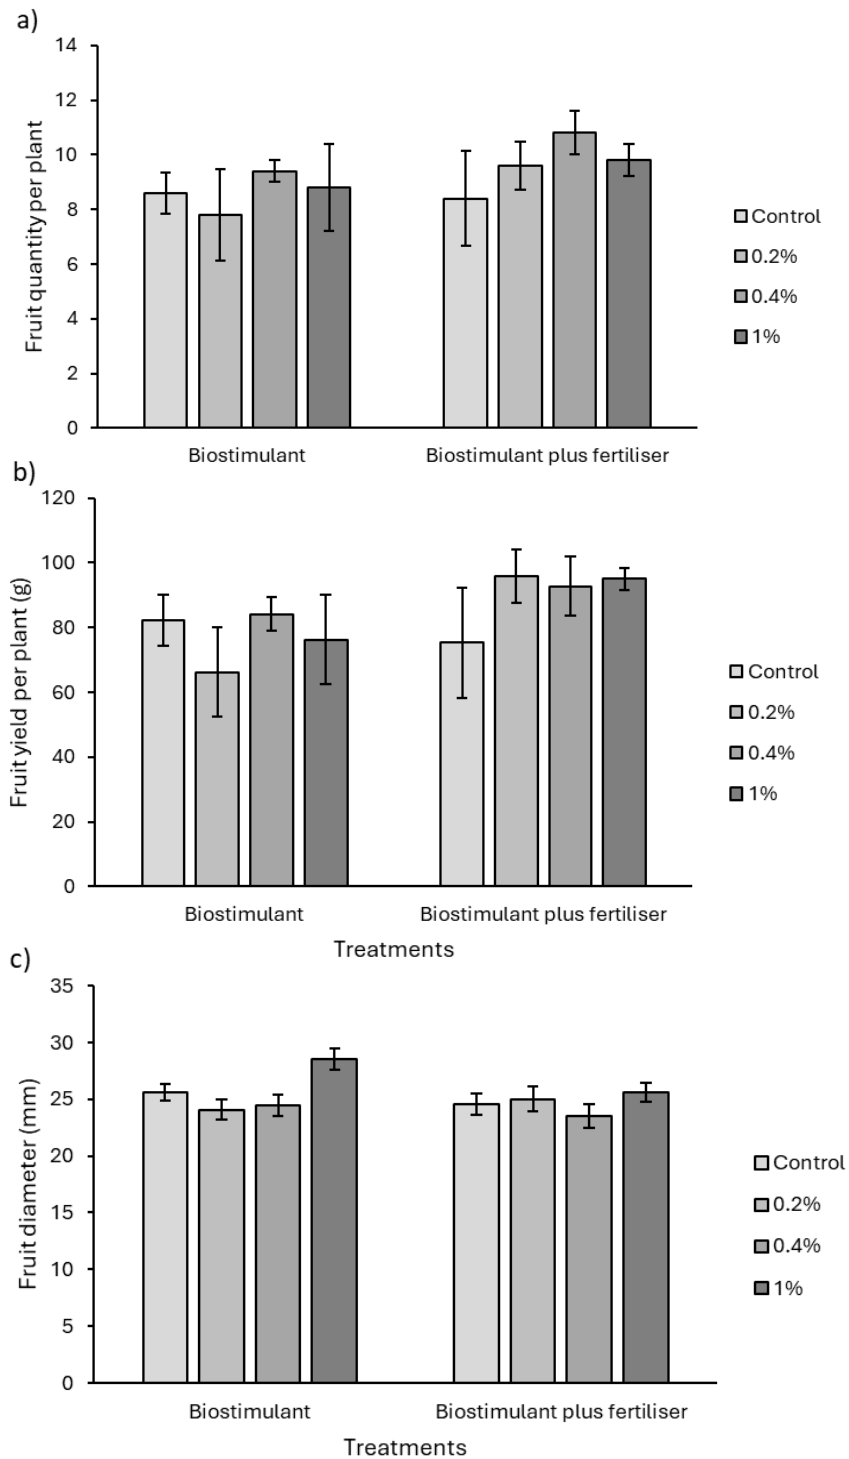 a)
14
12
10
8
6
4
2
0
Fruit quantity per plant
Biostimulant
Biostimulant plus fertiliser
Control
0.2%
0.4%
1%
b)
120
100
80
60
40
20
0
Fruit yield per plant (g)
Biostimulant
Biostimulant plus fertiliser
Treatments
Control
0.2%
0.4%
1%
c)
35
30
25
20
15
10
5
0
Fruit diameter (mm)
Biostimulant
Biostimulant plus fertiliser
Treatments
Control
0.2%
0.4%
1%